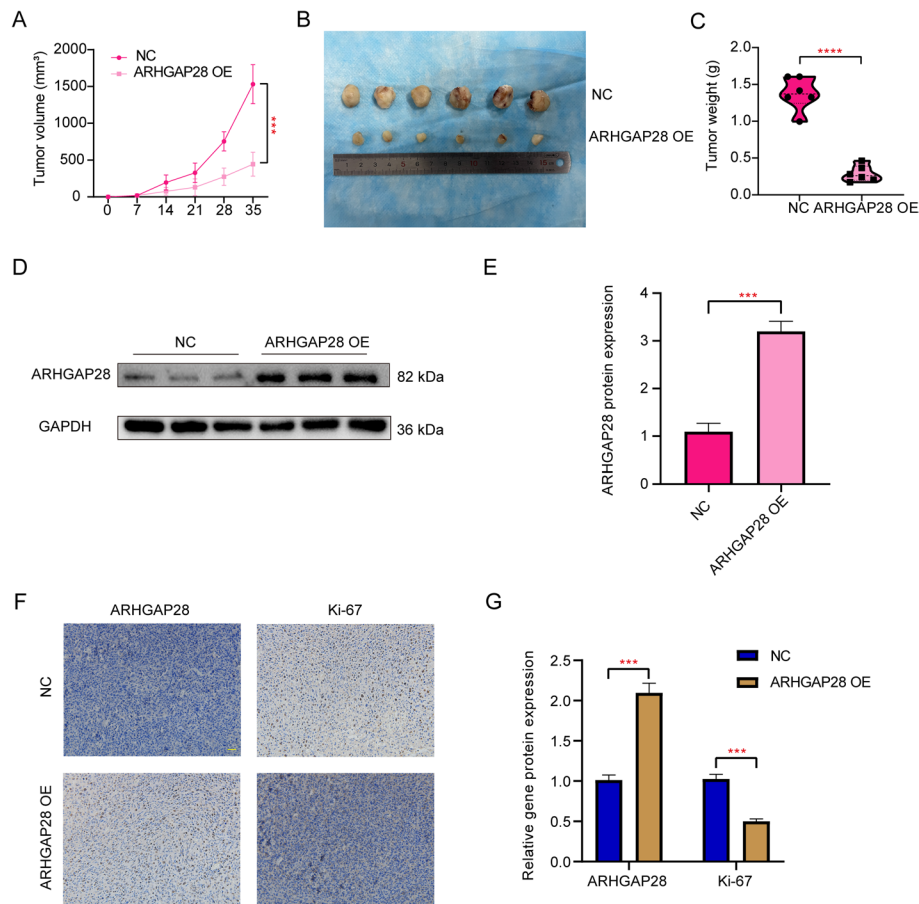 A
Tumor volume (mm³)
2000
1500
1000
500
0
0 7 14 21 28 35
NC
ARHGAP28 OE
***
B
NC
ARHGAP28 OE
C
Tumor weight (g)
2.0
1.5
1.0
0.5
0.0
****
NC ARHGAP28 OE
D
NC ARHGAP28 OE
ARHGAP28 82 kDa
GAPDH 36 kDa
E
ARHGAP28 protein expression
4
3
2
1
0
***
NC
ARHGAP28 OE
F
ARHGAP28 Ki-67
NC
ARHGAP28 OE
G
NC
ARHGAP28 OE
Relative gene protein expression
2.5
2.0
1.5
1.0
0.5
0.0
***
***
ARHGAP28 Ki-67